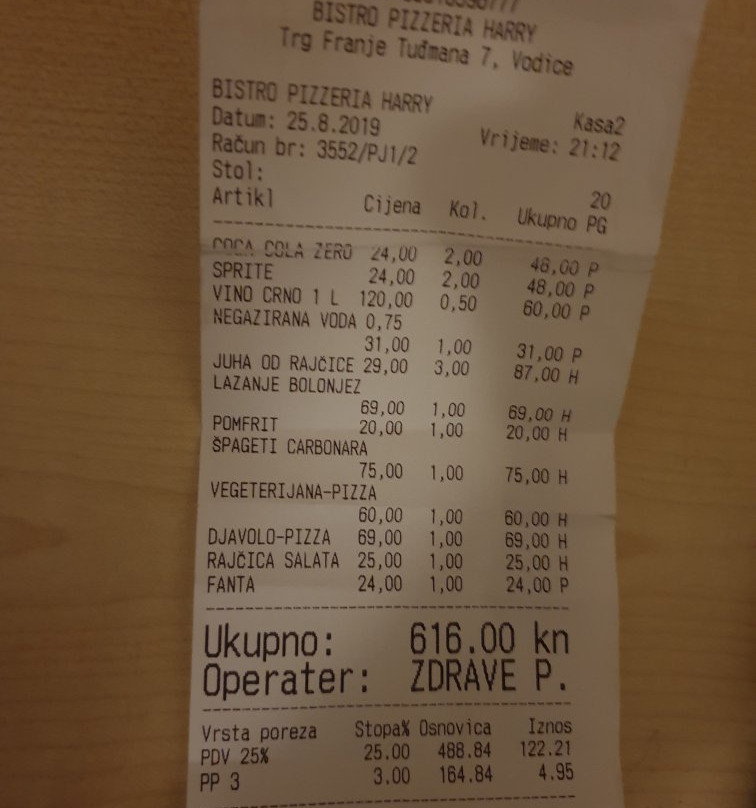 BISTRO PIZZERIA HARRY
Trg Franje Tuđmana 7, Vodice
BISTRO PIZZERIA HARRY Kasa2
Datum: 25.8.2019 Vrijeme: 21:12
Račun br: 3552/PJ1/2
Stol: 20
Artikl Cijena Kol. Ukupno PG
COCA COLA ZERO 24,00 2,00 48,00 P
SPRITE 24,00 2,00 48,00 P
VINO CRNO 1 L 120,00 0,50 60,00 P
NEGAZIRANA VODA 0,75
31,00 1,00 31,00 P
JUHA OD RAJČICE 29,00 3,00 87,00 H
LAZANJE BOLONJEZ
69,00 1,00 69,00 H
POMFRIT 20,00 1,00 20,00 H
ŠPAGETI CARBONARA
75,00 1,00 75,00 H
VEGETERIJANA-PIZZA
60,00 1,00 60,00 H
DJAVOLO-PIZZA 69,00 1,00 69,00 H
RAJČICA SALATA 25,00 1,00 25,00 H
FANTA 24,00 1,00 24,00 P
Ukupno: 616.00 kn
Operater: ZDRAVE P.
Vrsta poreza Stopa% Osnovica Iznos
PDV 25% 25.00 488.84 122.21
PP 3 3.00 164.84 4.95